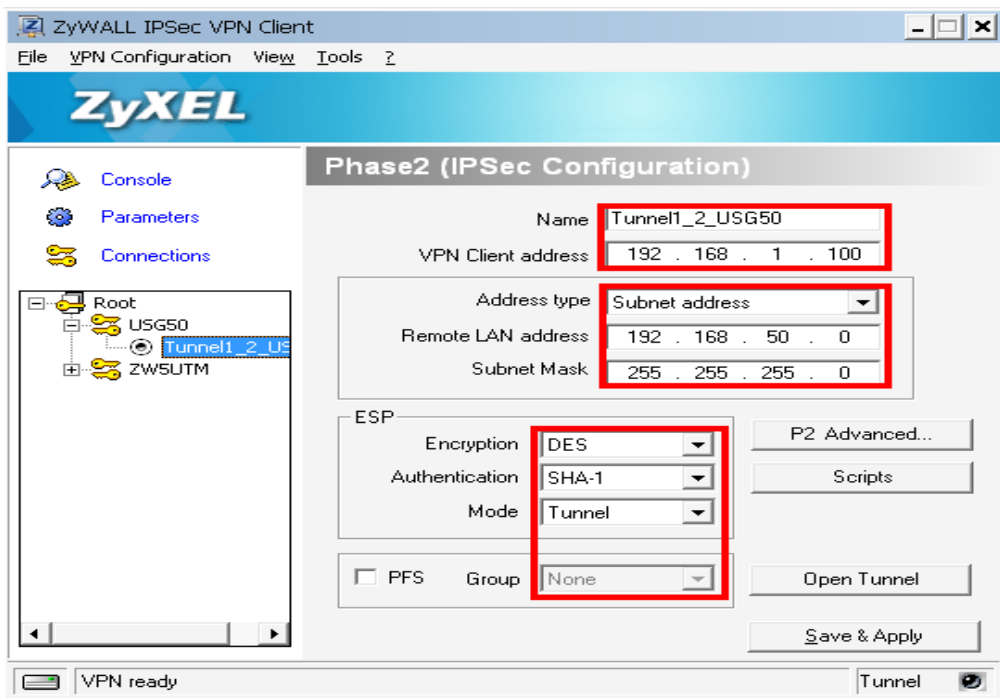 ZyWALL IPSec VPN Client
File VPN Configuration View Tools ?
ZyXEL
Console
Parameters
Connections
Root
USG50
Tunnel1_2_US
ZW5UTM
Phase2 (IPSec Configuration)
Name Tunnel1_2_USG50
VPN Client address 192 . 168 . 1 . 100
Address type Subnet address
Remote LAN address 192 . 168 . 50 . 0
Subnet Mask 255 . 255 . 255 . 0
ESP
Encryption DES
Authentication SHA-1
Mode Tunnel
PFS Group None
P2 Advanced...
Scripts
Open Tunnel
Save & Apply
VPN ready Tunnel